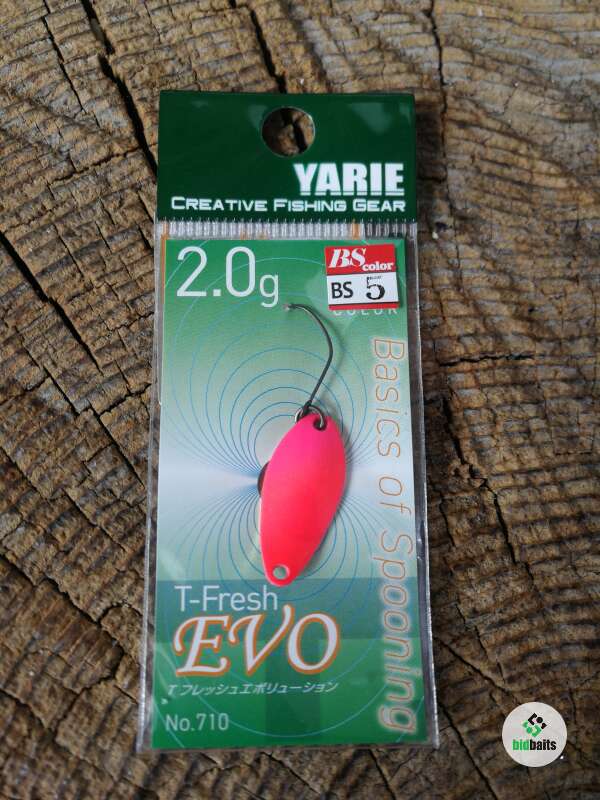 YARIE
CREATIVE FISHING GEAR
2.0g
BS color
BS 5
COLOR
Basics of Spooning
T-Fresh
EVO
T フレッシュエボリューション
No.710
bidbaits